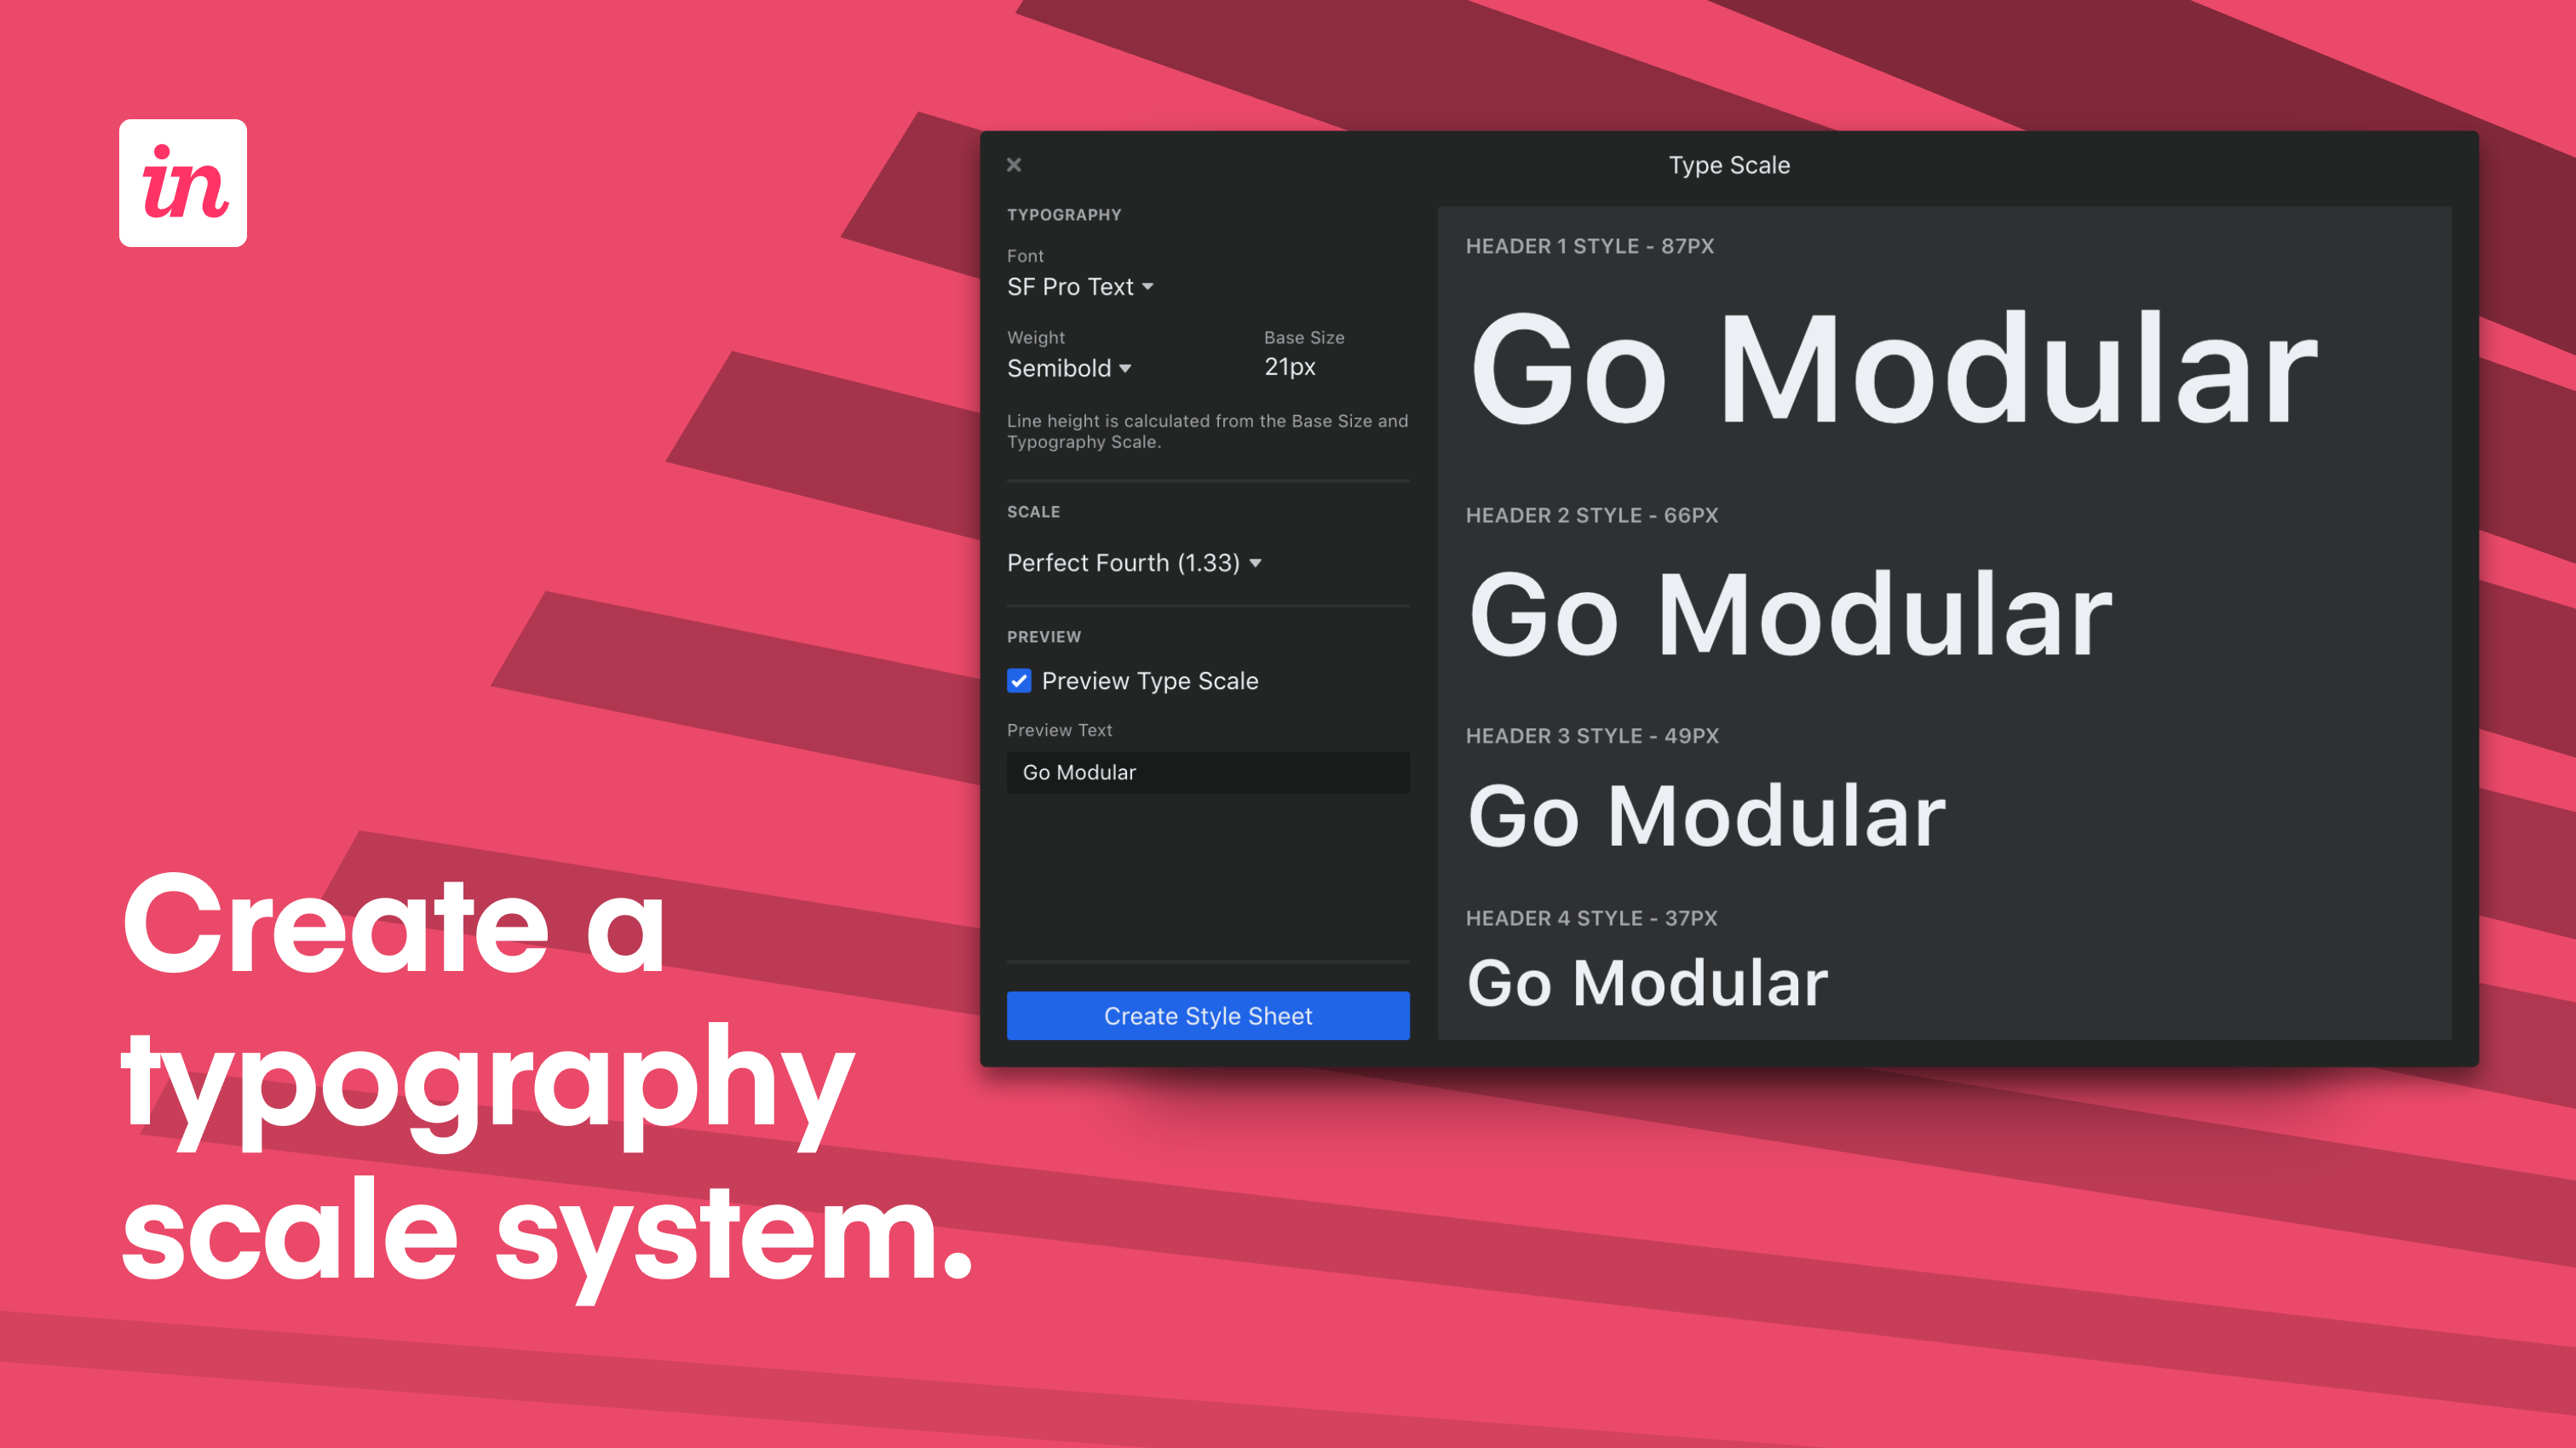 in
Create a
typography
scale system.
Type Scale
TYPOGRAPHY
Font
SF Pro Text
Weight
Semibold
Base Size
21px
Line height is calculated from the Base Size and
Typography Scale.
SCALE
Perfect Fourth (1.33)
PREVIEW
Preview Type Scale
Preview Text
Go Modular
Create Style Sheet
HEADER 1 STYLE - 87PX
Go Modular
HEADER 2 STYLE - 66PX
Go Modular
HEADER 3 STYLE - 49PX
Go Modular
HEADER 4 STYLE - 37PX
Go Modular